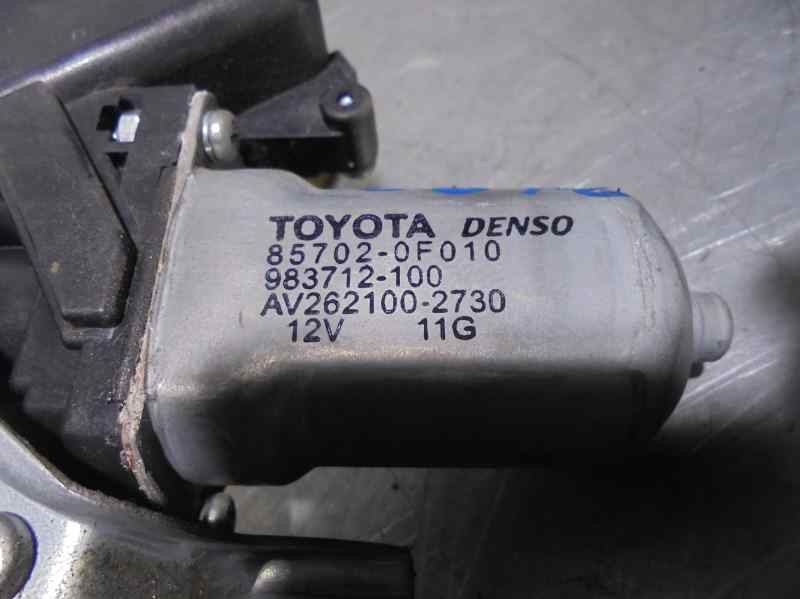 TOYOTA DENSO
85702-0F010
983712-100
AV262100-2730
12V 11G